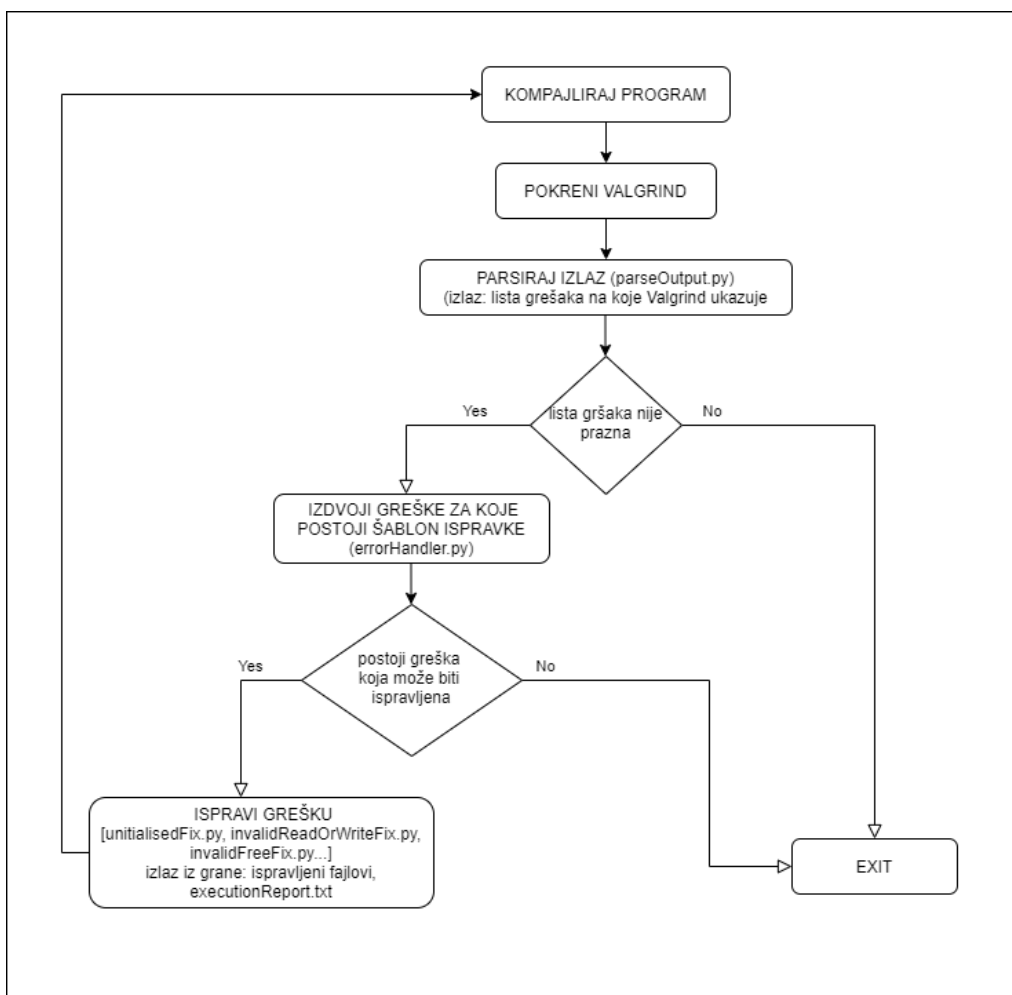 KOMPAJLIRAJ PROGRAM
POKRENI VALGRIND
PARSIRAJ IZLAZ (parseOutput.py)
(izlaz: lista grešaka na koje Valgrind ukazuje
Yes
lista gršaka nije
prazna
No
IZDVOJI GREŠKE ZA KOJE
POSTOJI ŠABLON ISPRAVKE
(errorHandler.py)
Yes
postoji greška
koja može biti
ispravljena
No
ISPRAVI GREŠKU
[unitialisedFix.py, invalidReadOrWriteFix.py,
invalidFreeFix.py...]
izlaz iz grane: ispravljeni fajlovi,
executionReport.txt
EXIT